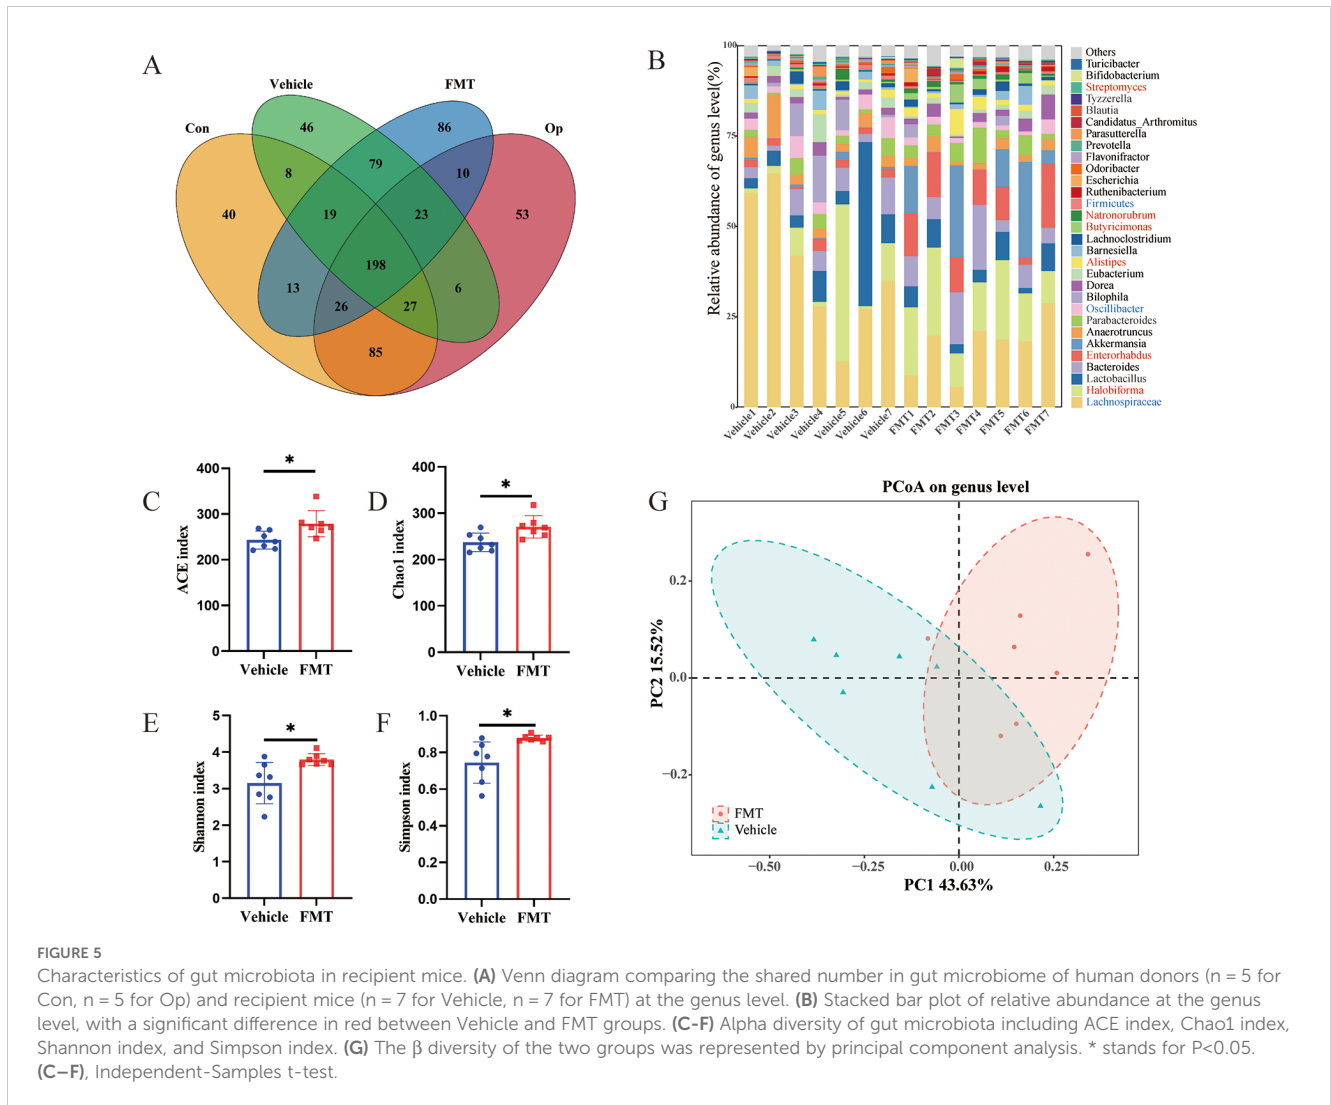 A
Vehicle
FMT
Con
Op
46
86
79
8
10
40
19
23
53
198
13
26
27
6
85
B
Relative abundance of genus level(%)
100
75
50
25
0
Vehicle1
Vehicle2
Vehicle3
Vehicle4
Vehicle5
Vehicle6
Vehicle7
FMT1
FMT2
FMT3
FMT4
FMT5
FMT6
FMT7
Others
Turicibacter
Bifidobacterium
Streptomyces
Tyzzerella
Blautia
Candidatus_Arthromitus
Parasutterella
Prevotella
Flavonifractor
Odoribacter
Escherichia
Ruthenibacterium
Firmicutes
Natronorubrum
Butyricimonas
Lachnoclostridium
Barnesiella
Alistipes
Eubacterium
Dorea
Bilophila
Oscillibacter
Parabacteroides
Anaerotruncus
Akkermansia
Enterorhabdus
Bacteroides
Lactobacillus
Halobiforma
Lachnospiraceae
C
ACE index
400
300
200
100
0
*
Vehicle
FMT
D
Chao1 index
400
300
200
100
0
*
Vehicle
FMT
E
Shannon index
5
4
3
2
1
0
*
Vehicle
FMT
F
Simpson index
1.0
0.8
0.6
0.4
0.2
0.0
*
Vehicle
FMT
G
PCoA on genus level
PC2 15.52%
0.2
0.0
−0.2
FMT
Vehicle
−0.50
−0.25
0.00
0.25
PC1 43.63%
FIGURE 5
Characteristics of gut microbiota in recipient mice. (A) Venn diagram comparing the shared number in gut microbiome of human donors (n = 5 for
Con, n = 5 for Op) and recipient mice (n = 7 for Vehicle, n = 7 for FMT) at the genus level. (B) Stacked bar plot of relative abundance at the genus
level, with a significant difference in red between Vehicle and FMT groups. (C-F) Alpha diversity of gut microbiota including ACE index, Chao1 index,
Shannon index, and Simpson index. (G) The β diversity of the two groups was represented by principal component analysis. * stands for P<0.05.
(C–F), Independent-Samples t-test.